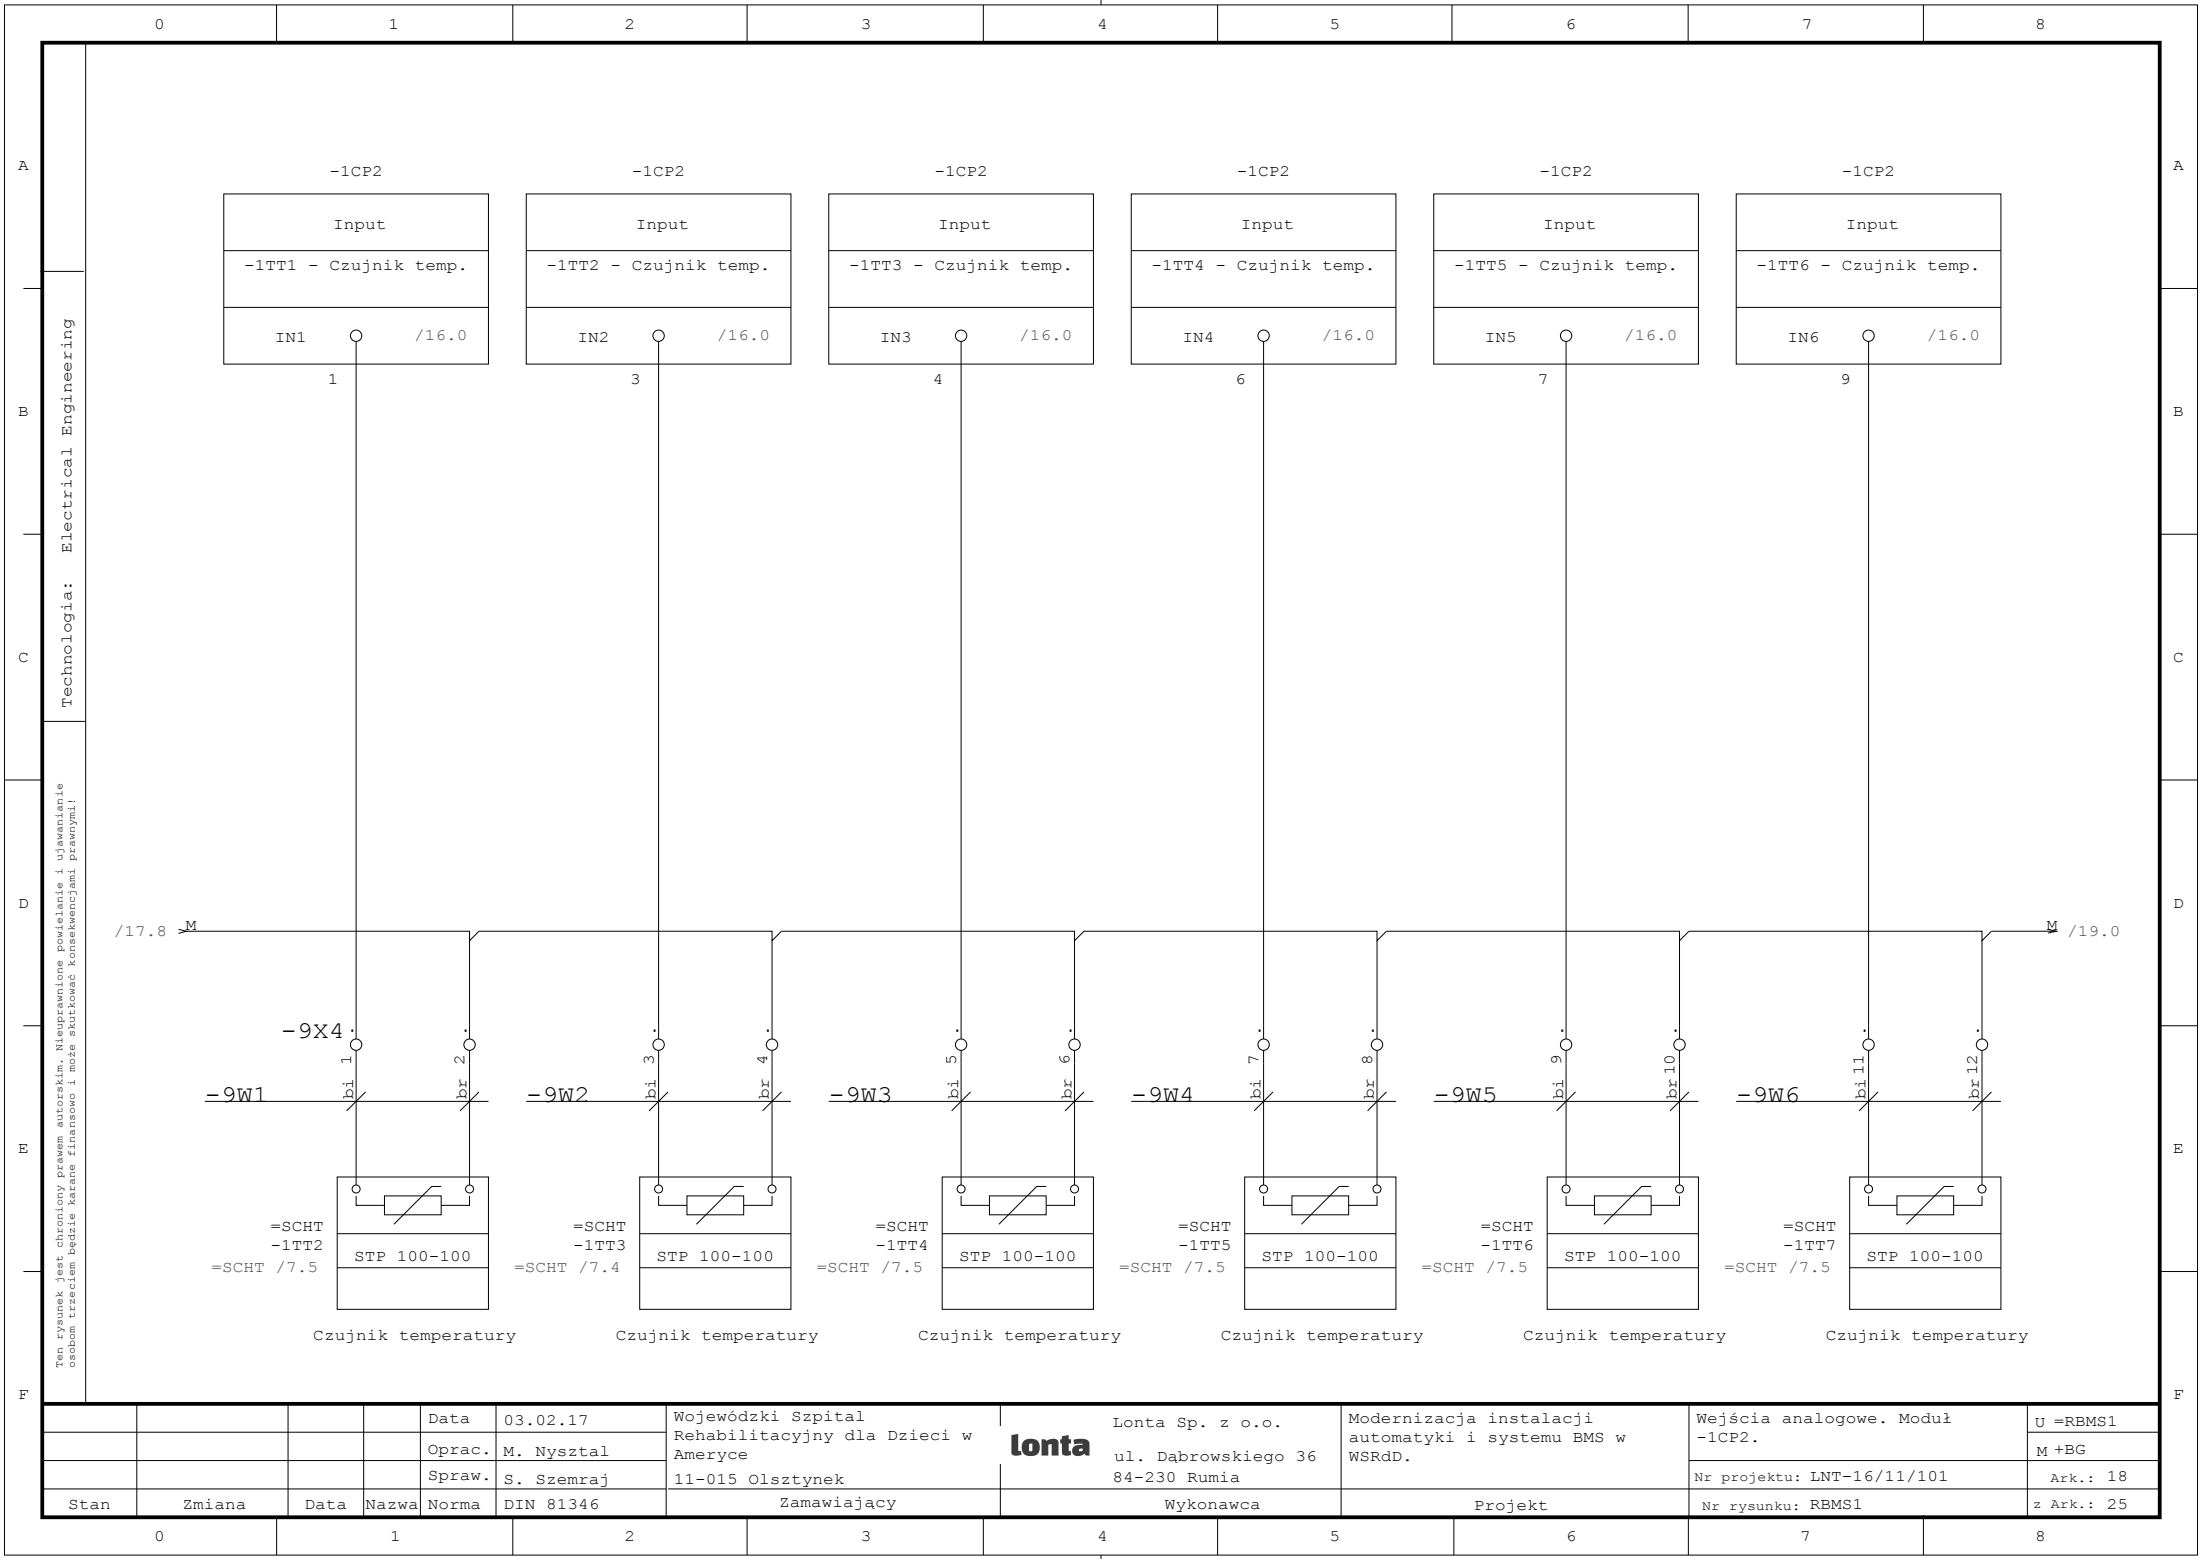 0 1 2 3 4 5 6 7 8
A A
-1CP2 -1CP2 -1CP2 -1CP2 -1CP2 -1CP2
Input Input Input Input Input Input
-1TT1 - Czujnik temp. -1TT2 - Czujnik temp. -1TT3 - Czujnik temp. -1TT4 - Czujnik temp. -1TT5 - Czujnik temp. -1TT6 - Czujnik temp.
IN1 /16.0 IN2 /16.0 IN3 /16.0 IN4 /16.0 IN5 /16.0 IN6 /16.0
1 3 4 6 7 9
B B
Technologia: Electrical Engineering
C C
D D
/17.8 M M /19.0
Ten rysunek jest chroniony prawem autorskim. Nieuprawnione powielanie i ujawanianie
osobom trzeciem będzie karane finansowo i może skutkować konsekwencjami prawnymi!
-9X4
1 2 3 4 5 6 7 8 9 10 11 12
bi br bi br bi br bi br bi br bi br
-9W1 -9W2 -9W3 -9W4 -9W5 -9W6
E E
=SCHT =SCHT =SCHT =SCHT =SCHT =SCHT
-1TT2 -1TT3 -1TT4 -1TT5 -1TT6 -1TT7
STP 100-100 STP 100-100 STP 100-100 STP 100-100 STP 100-100 STP 100-100
=SCHT /7.5 =SCHT /7.4 =SCHT /7.5 =SCHT /7.5 =SCHT /7.5 =SCHT /7.5
Czujnik temperatury Czujnik temperatury Czujnik temperatury Czujnik temperatury Czujnik temperatury Czujnik temperatury
F F
Data 03.02.17
Oprac. M. Nysztal
Spraw. S. Szemraj
Stan Zmiana Data Nazwa Norma DIN 81346
Wojewódzki Szpital
Rehabilitacyjny dla Dzieci w
Ameryce
11-015 Olsztynek
Zamawiający
lonta
Lonta Sp. z o.o.
ul. Dąbrowskiego 36
84-230 Rumia
Wykonawca
Modernizacja instalacji
automatyki i systemu BMS w
WSRdD.
Projekt
Wejścia analogowe. Moduł
-1CP2.
Nr projektu: LNT-16/11/101
Nr rysunku: RBMS1
U =RBMS1
M +BG
Ark.: 18
z Ark.: 25
0 1 2 3 4 5 6 7 8